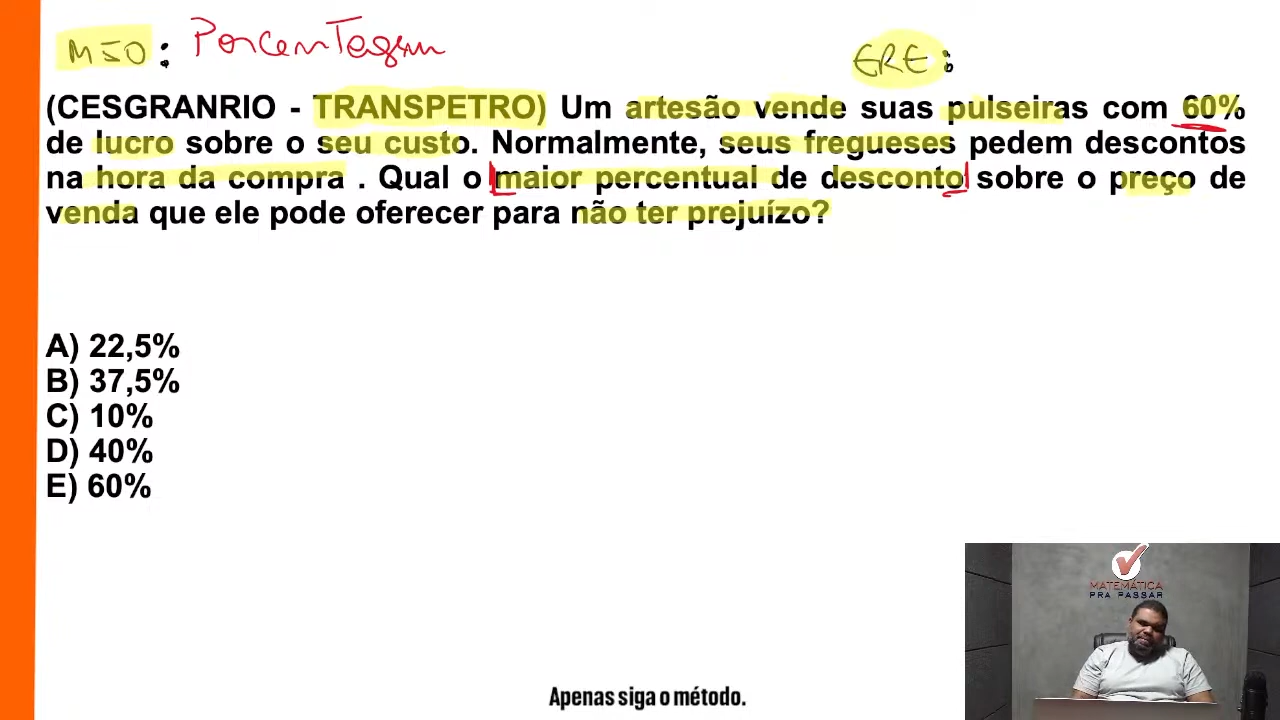 M50: Porcentagem
ERE:
(CESGRANRIO - TRANSPETRO) Um artesão vende suas pulseiras com 60%
de lucro sobre o seu custo. Normalmente, seus fregueses pedem descontos
na hora da compra . Qual o maior percentual de desconto sobre o preço de
venda que ele pode oferecer para não ter prejuízo?
A) 22,5%
B) 37,5%
C) 10%
D) 40%
E) 60%
MATEMÁTICA
PRA PASSAR
Apenas siga o método.